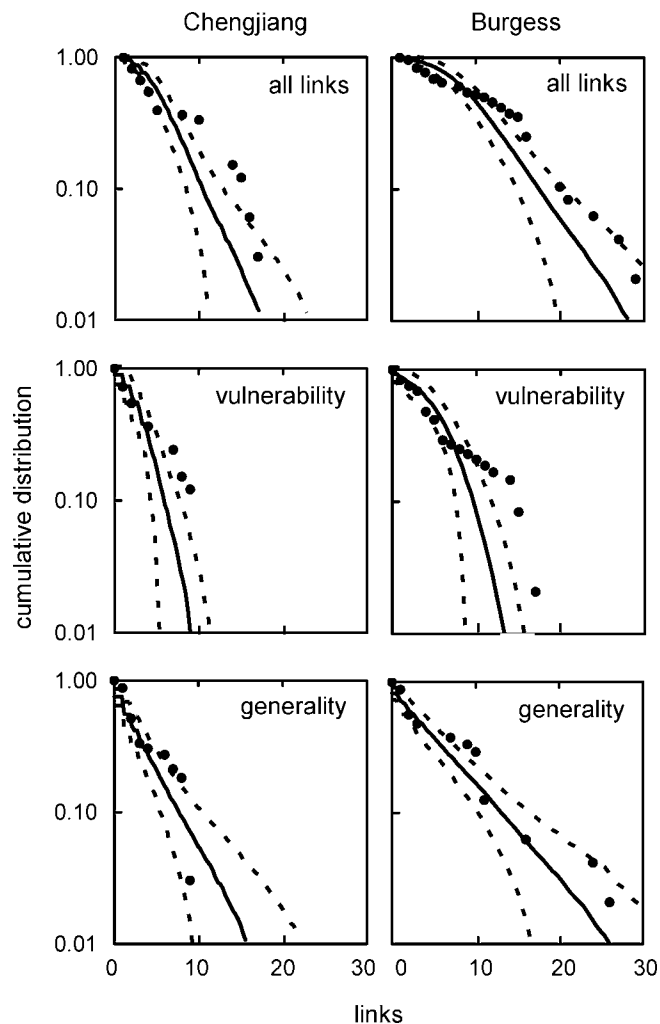 Chengjiang Burgess
1.00
all links all links
0.10
0.01
1.00
vulnerability vulnerability
cumulative distribution
0.10
0.01
1.00
generality generality
0.10
0.01
0 10 20 30 0 10 20 30
links